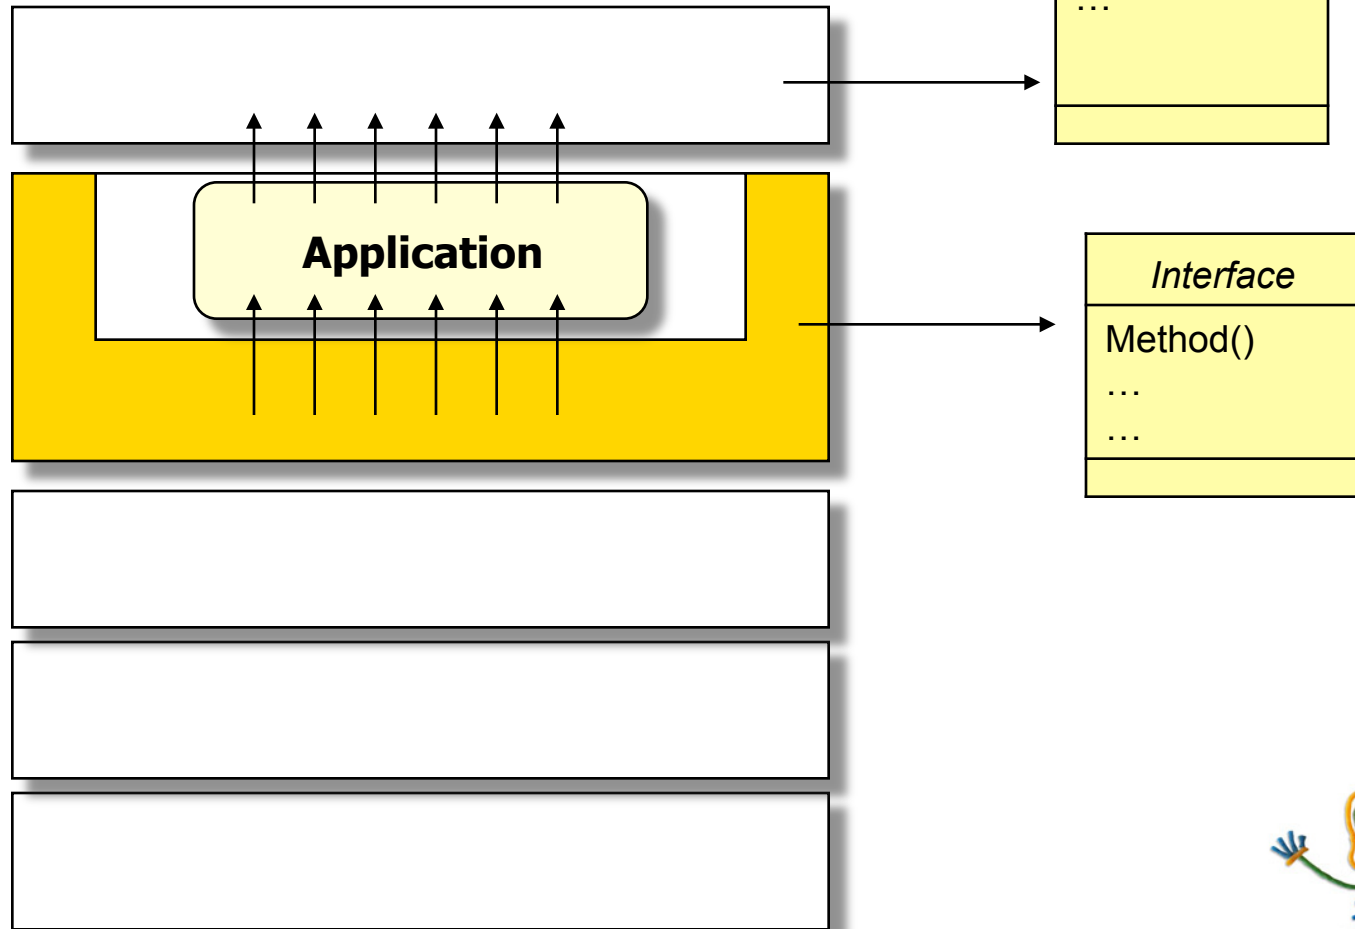 …
Application
Interface
Method()
…
…